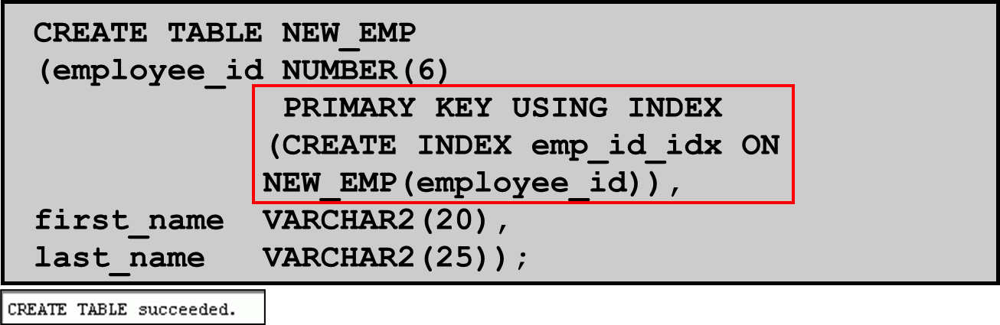 CREATE TABLE NEW_EMP
(employee_id NUMBER(6)
PRIMARY KEY USING INDEX
(CREATE INDEX emp_id_idx ON
NEW_EMP(employee_id)),
first_name VARCHAR2(20),
last_name VARCHAR2(25));
CREATE TABLE succeeded.